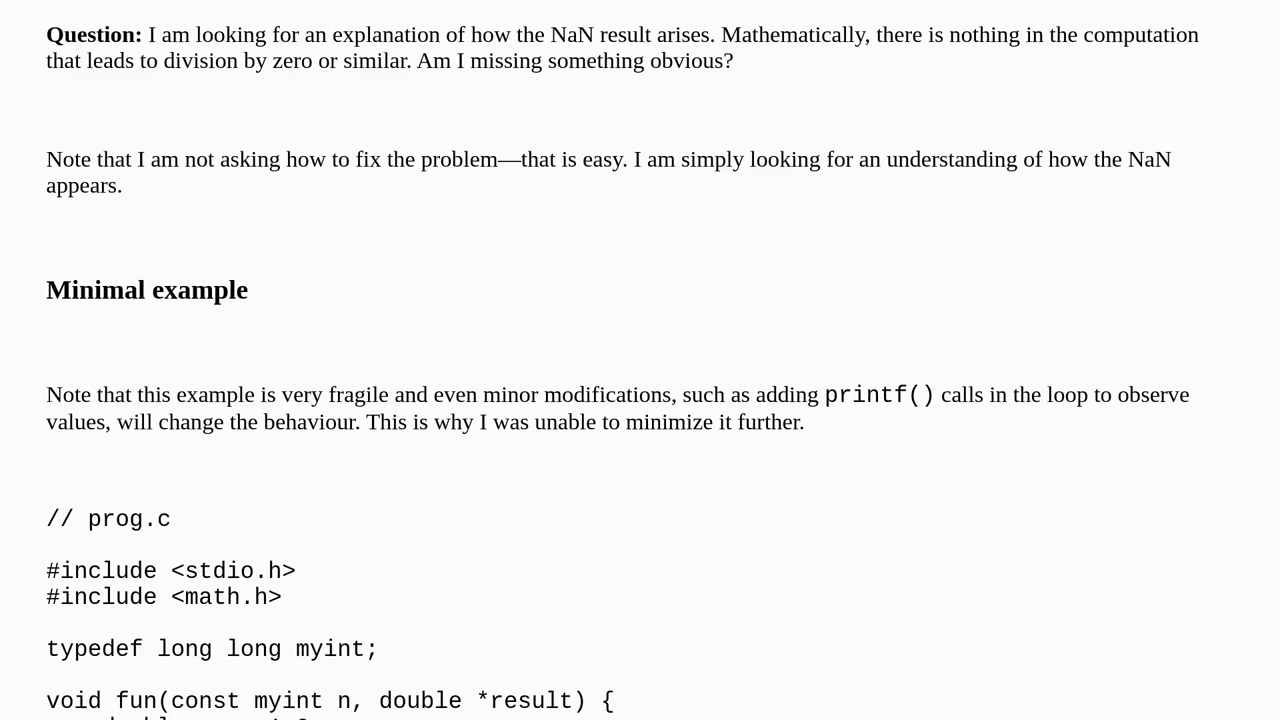 Question: I am looking for an explanation of how the NaN result arises. Mathematically, there is nothing in the computation
that leads to division by zero or similar. Am I missing something obvious?
Note that I am not asking how to fix the problem—that is easy. I am simply looking for an understanding of how the NaN
appears.
Minimal example
Note that this example is very fragile and even minor modifications, such as adding printf() calls in the loop to observe
values, will change the behaviour. This is why I was unable to minimize it further.
// prog.c
#include <stdio.h>
#include <math.h>
typedef long long myint;
void fun(const myint n, double *result) {